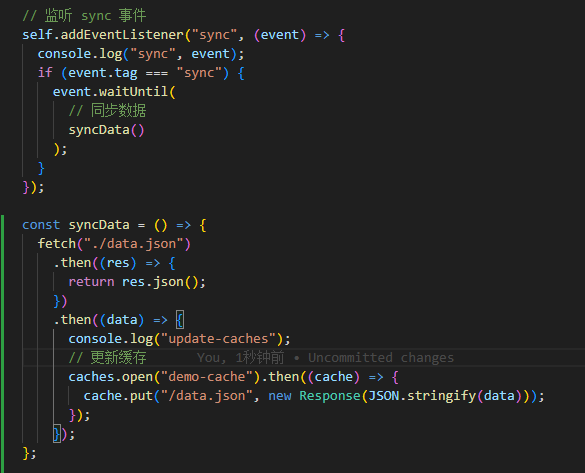 // 监听 sync 事件
self.addEventListener("sync", (event) => {
  console.log("sync", event);
  if (event.tag === "sync") {
    event.waitUntil(
      // 同步数据
      syncData()
    );
  }
});

const syncData = () => {
  fetch("./data.json")
    .then((res) => {
      return res.json();
    })
    .then((data) => {
      console.log("update-caches");
      // 更新缓存 You, 1秒钟前 • Uncommitted changes
      caches.open("demo-cache").then((cache) => {
        cache.put("/data.json", new Response(JSON.stringify(data)));
      });
    });
};